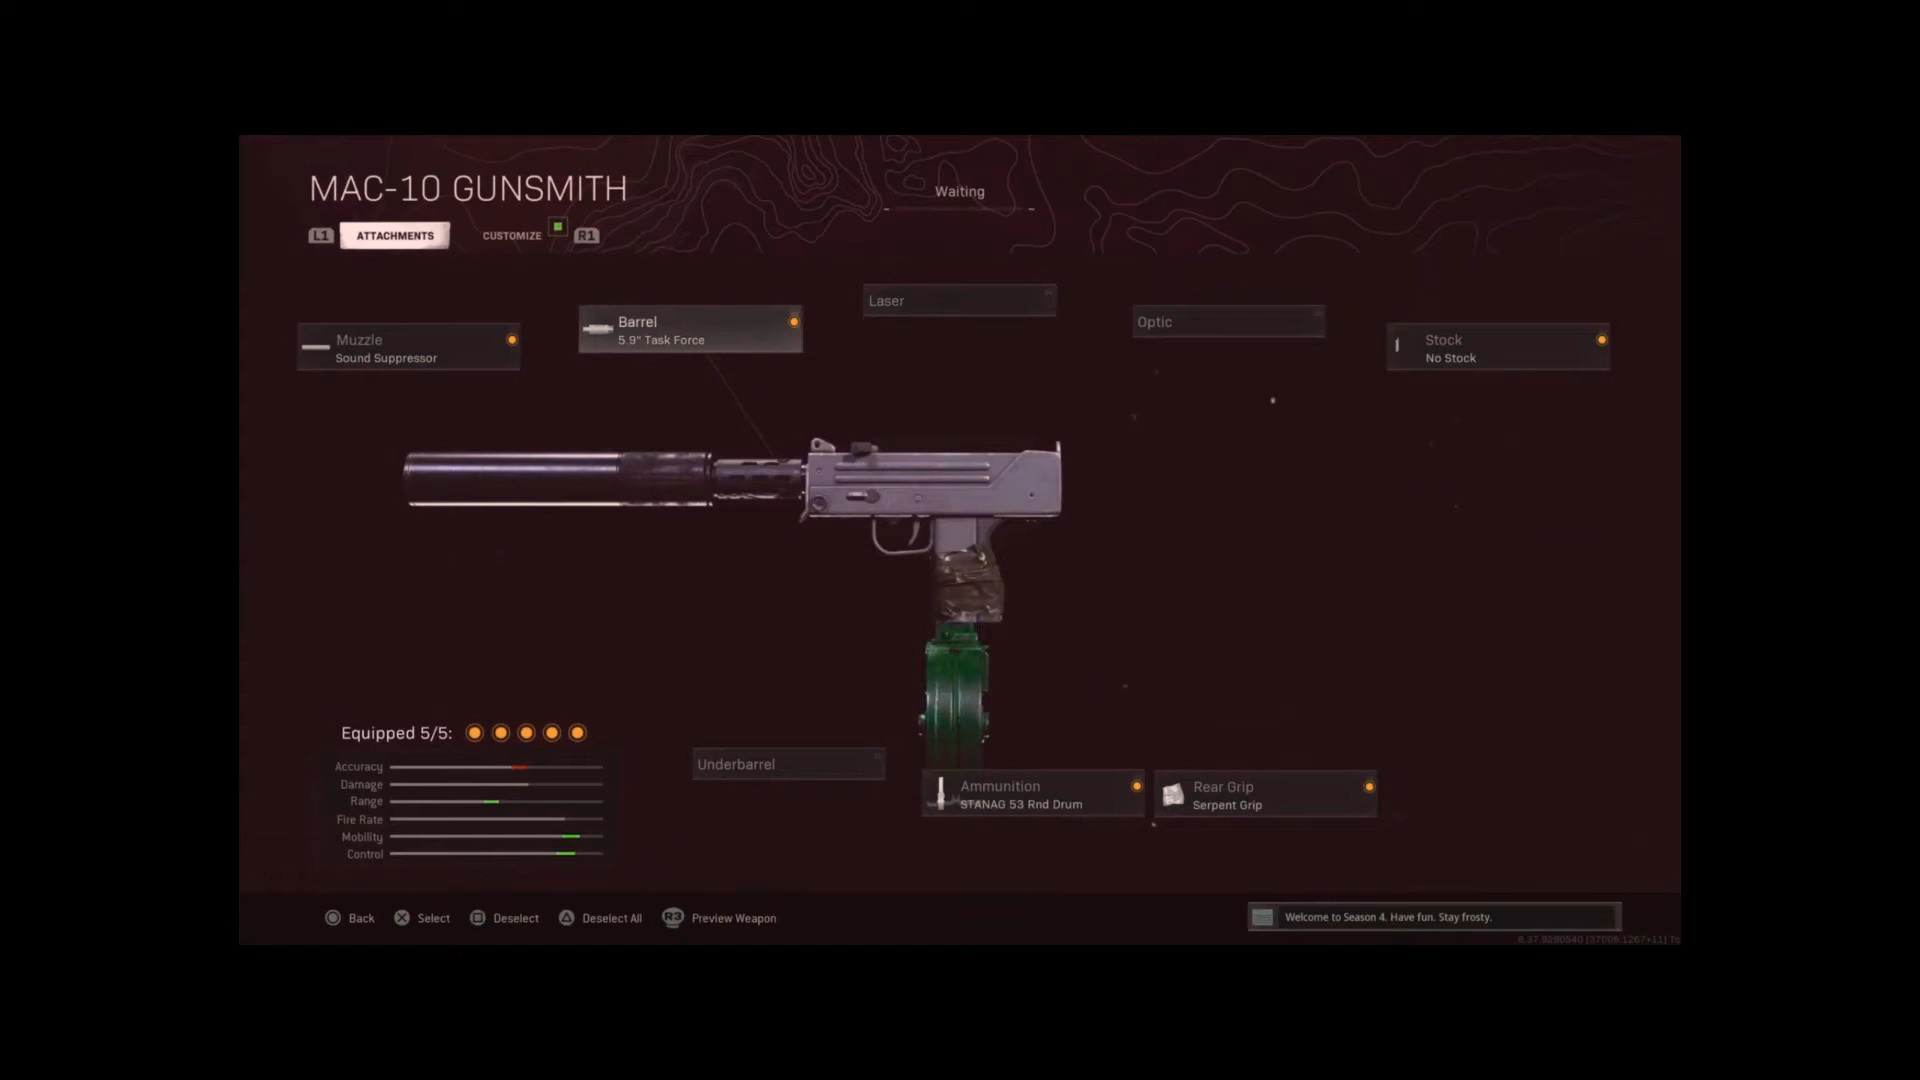 MAC-10 GUNSMITH
Waiting
L1 ATTACHMENTS CUSTOMIZE R1
Laser
Barrel
5.9" Task Force
Optic
Muzzle
Sound Suppressor
Stock
No Stock
Equipped 5/5:
Accuracy
Damage
Range
Fire Rate
Mobility
Control
Underbarrel
Ammunition
STANAG 53 Rnd Drum
Rear Grip
Serpent Grip
Back Select Deselect Deselect All R3 Preview Weapon
Welcome to Season 4. Have fun. Stay frosty.